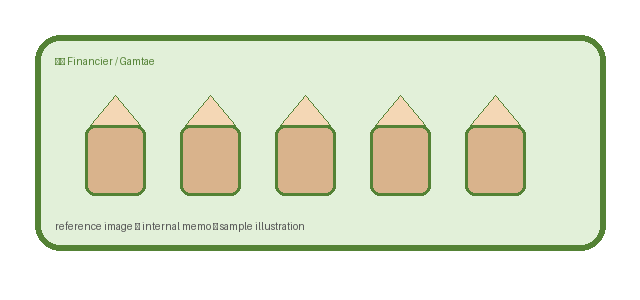 Financier / Gamtae
reference image internal memo sample illustration